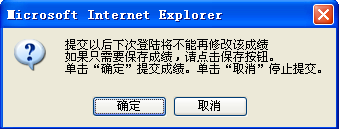 Microsoft Internet Explorer
提交以后下次登陆将不能再修改该成绩
如果只需要保存成绩，请点击保存按钮。
单击“确定”提交成绩。单击“取消”停止提交。
确定
取消